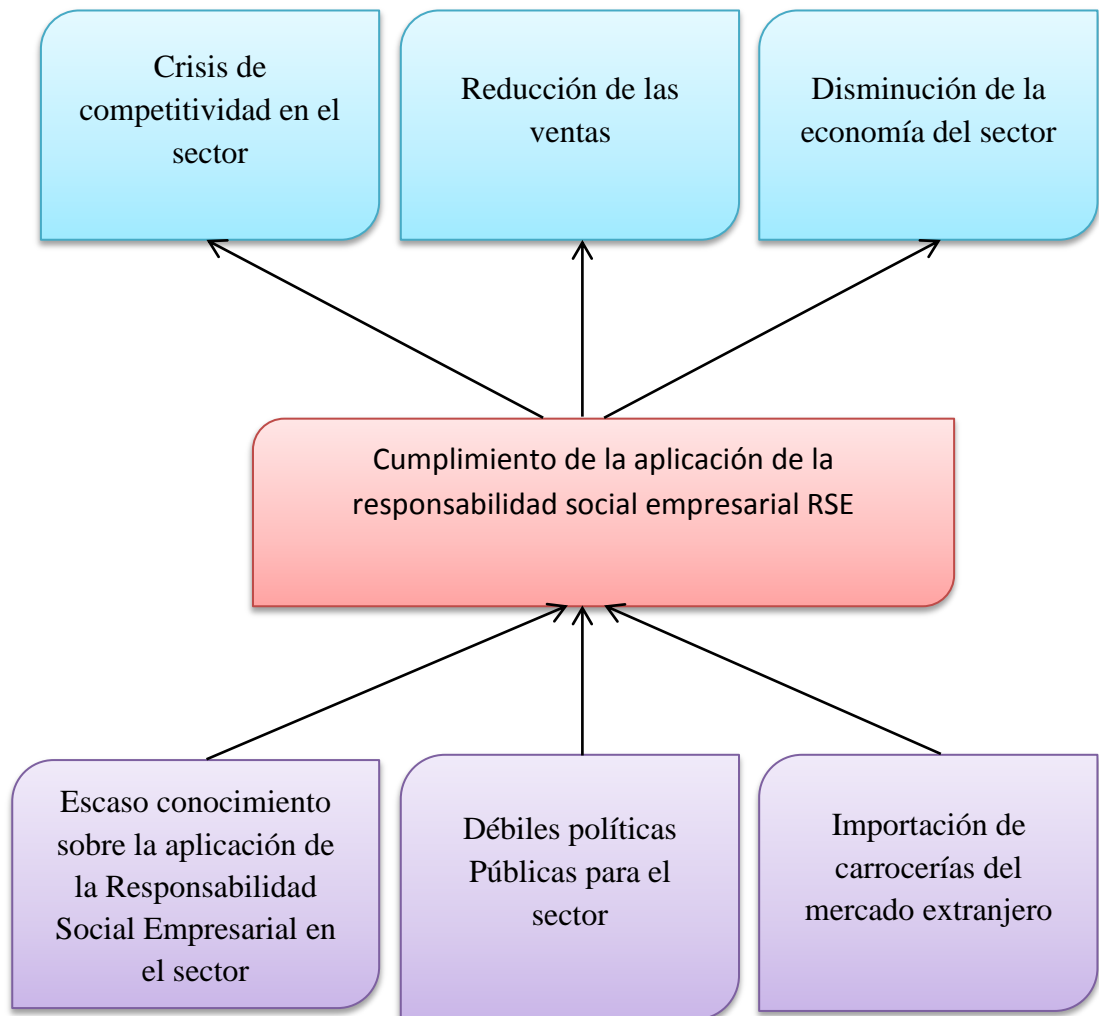 Crisis de
competitividad en el
sector
Reducción de las
ventas
Disminución de la
economía del sector
Cumplimiento de la aplicación de la
responsabilidad social empresarial RSE
Escaso conocimiento
sobre la aplicación de
la Responsabilidad
Social Empresarial en
el sector
Débiles políticas
Públicas para el
sector
Importación de
carrocerías del
mercado extranjero